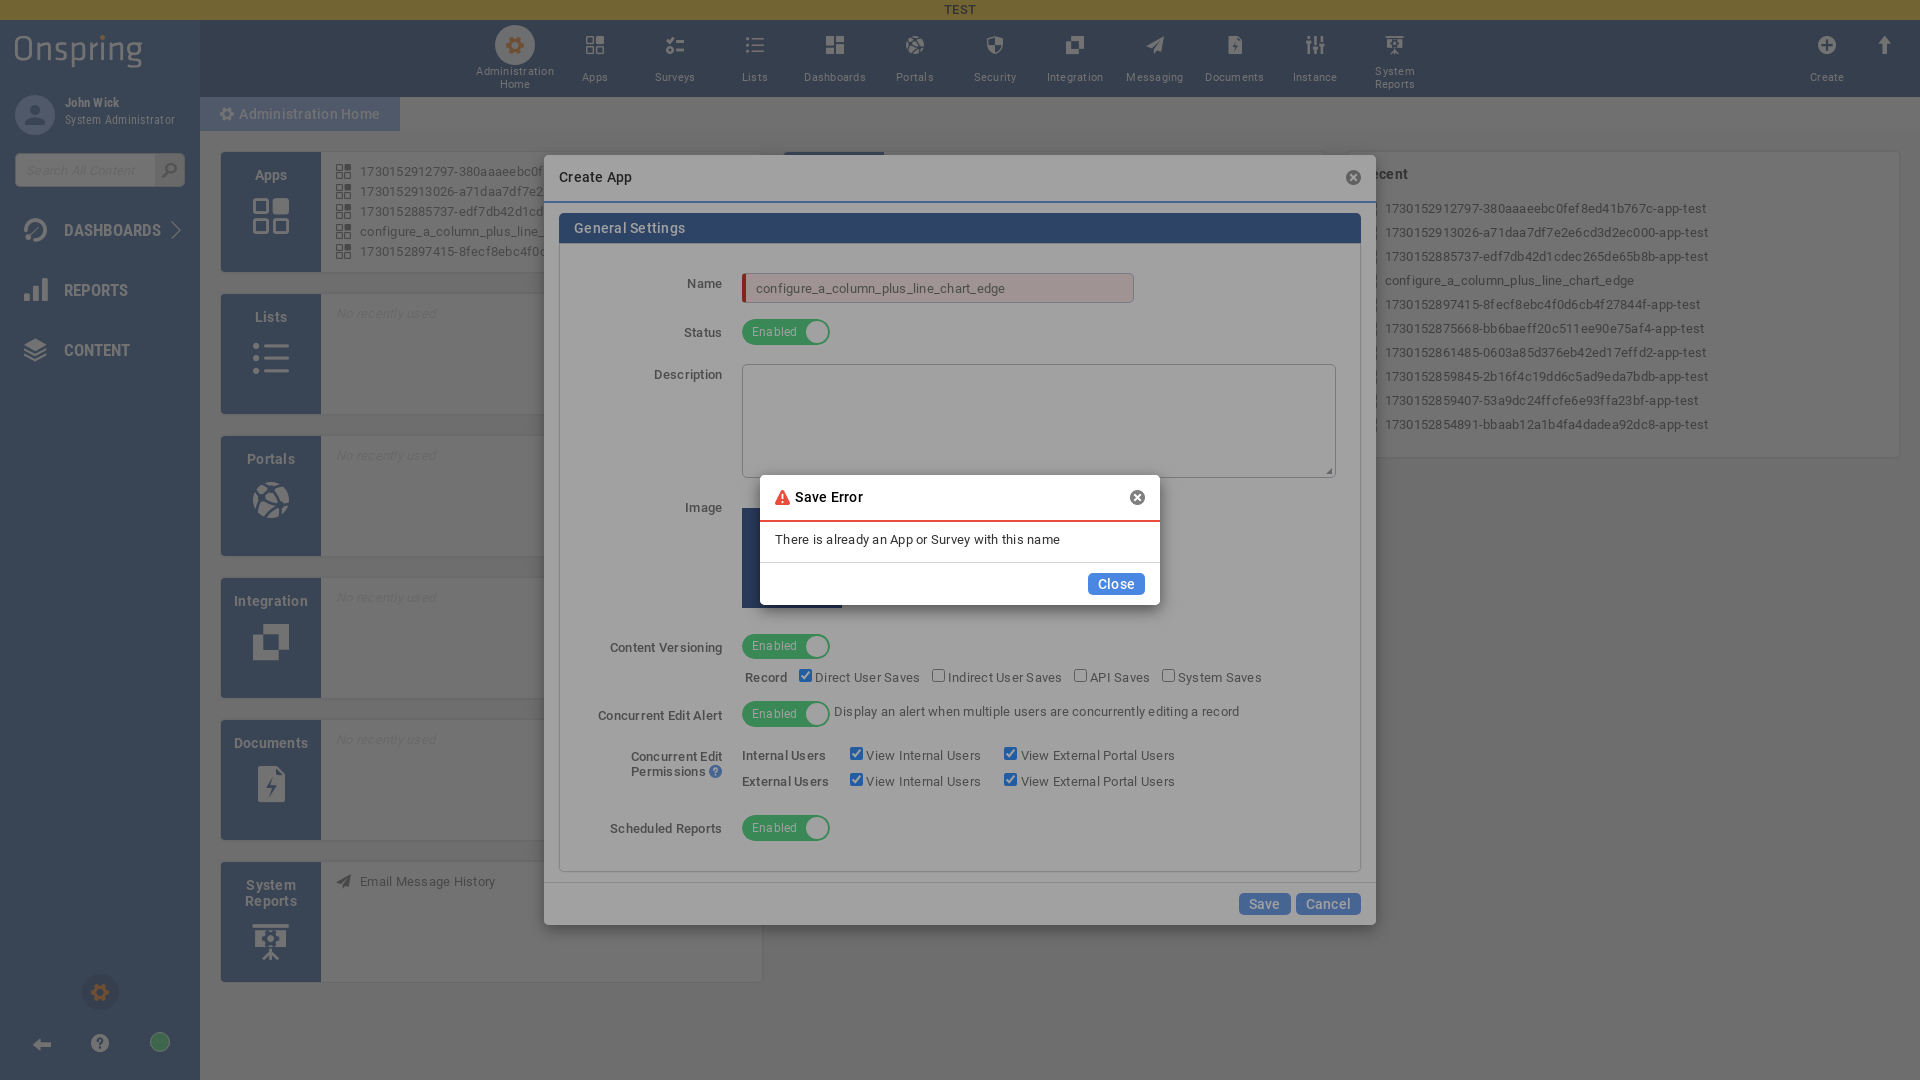 TEST
Onspring
Administration
Home
Apps
Surveys
Lists
Dashboards
Portals
Security
Integration
Messaging
Documents
Instance
System
Reports
Create
John Wick
System Administrator
Search All Content
DASHBOARDS
REPORTS
CONTENT
Administration Home
Apps
1730152912797-380aaaeebc0f
1730152913026-a71daa7df7e2
1730152885737-edf7db42d1cd
configure_a_column_plus_line_
1730152897415-8fecf8ebc4f0d
Lists
No recently used
Portals
No recently used
Integration
No recently used
Documents
No recently used
System
Reports
Email Message History
Create App
General Settings
Name
configure_a_column_plus_line_chart_edge
Status
Enabled
Description
Image
Save Error
There is already an App or Survey with this name
Close
Content Versioning
Enabled
Record
Direct User Saves
Indirect User Saves
API Saves
System Saves
Concurrent Edit Alert
Enabled
Display an alert when multiple users are concurrently editing a record
Concurrent Edit
Permissions
Internal Users
View Internal Users
View External Portal Users
External Users
View Internal Users
View External Portal Users
Scheduled Reports
Enabled
Save
Cancel
ecent
1730152912797-380aaaeebc0fef8ed41b767c-app-test
1730152913026-a71daa7df7e2e6cd3d2ec000-app-test
1730152885737-edf7db42d1cdec265de65b8b-app-test
configure_a_column_plus_line_chart_edge
1730152897415-8fecf8ebc4f0d6cb4f27844f-app-test
1730152875668-bb6baeff20c511ee90e75af4-app-test
1730152861485-0603a85d376eb42ed17effd2-app-test
1730152859845-2b16f4c19dd6c5ad9eda7bdb-app-test
1730152859407-53a9dc24ffcfe6e93ffa23bf-app-test
1730152854891-bbaab12a1b4fa4dadea92dc8-app-test